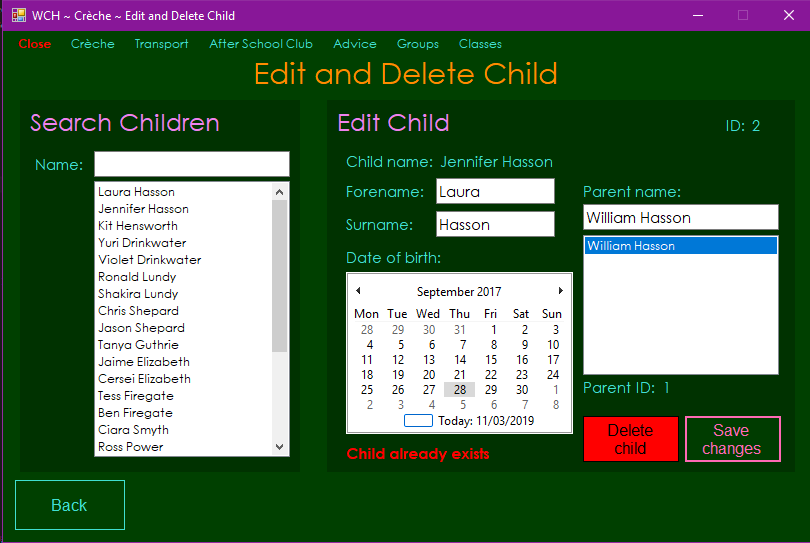 WCH ~ Crèche ~ Edit and Delete Child
Close Crèche Transport After School Club Advice Groups Classes
Edit and Delete Child
Search Children
Name:
Laura Hasson
Jennifer Hasson
Kit Hensworth
Yuri Drinkwater
Violet Drinkwater
Ronald Lundy
Shakira Lundy
Chris Shepard
Jason Shepard
Tanya Guthrie
Jaime Elizabeth
Cersei Elizabeth
Tess Firegate
Ben Firegate
Ciara Smyth
Ross Power
Edit Child
ID: 2
Child name: Jennifer Hasson
Forename: Laura
Surname: Hasson
Date of birth:
September 2017
Mon Tue Wed Thu Fri Sat Sun
28 29 30 31 1 2 3
4 5 6 7 8 9 10
11 12 13 14 15 16 17
18 19 20 21 22 23 24
25 26 27 28 29 30 1
2 3 4 5 6 7 8
Today: 11/03/2019
Child already exists
Parent name:
William Hasson
William Hasson
Parent ID: 1
Delete
child
Save
changes
Back